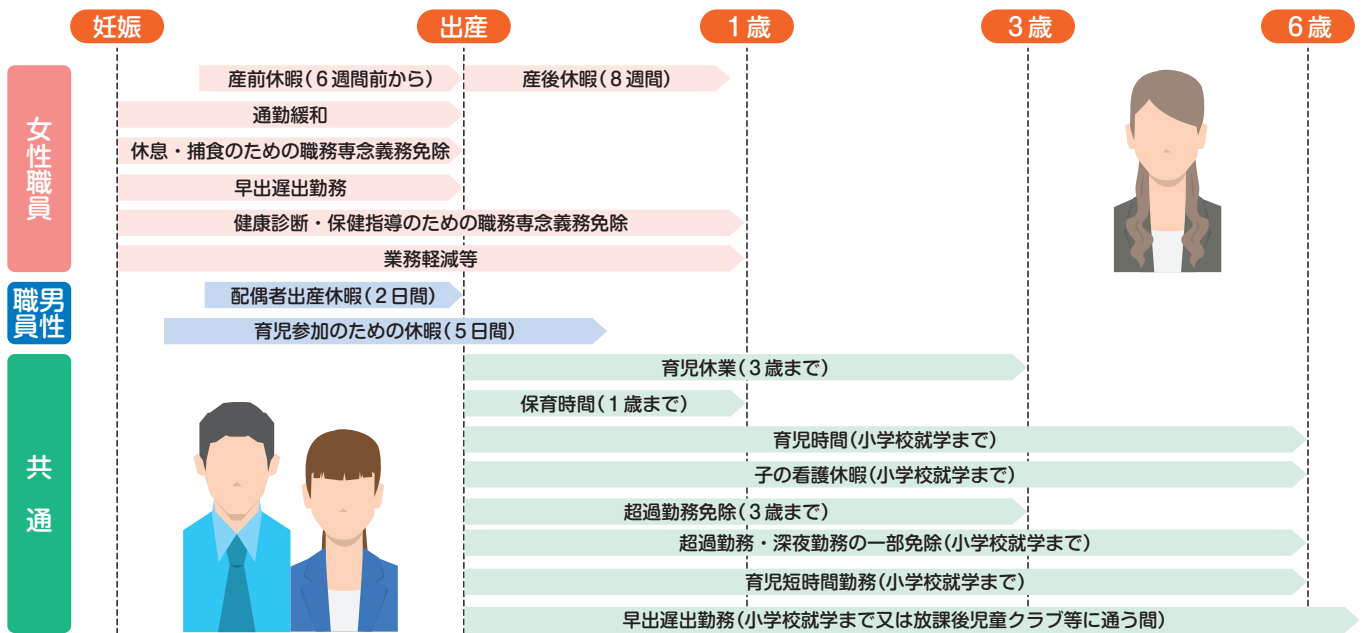 妊娠
出産
1歳
3歳
6歳
女性職員
産前休暇(6週間前から)
産後休暇(8週間)
通勤緩和
休息・捕食のための職務専念義務免除
早出遅出勤務
健康診断・保健指導のための職務専念義務免除
業務軽減等
男性職員
配偶者出産休暇(2日間)
育児参加のための休暇(5日間)
共通
育児休業(3歳まで)
保育時間(1歳まで)
育児時間(小学校就学まで)
子の看護休暇(小学校就学まで)
超過勤務免除(3歳まで)
超過勤務・深夜勤務の一部免除(小学校就学まで)
育児短時間勤務(小学校就学まで)
早出遅出勤務(小学校就学まで又は放課後児童クラブ等に通う間)